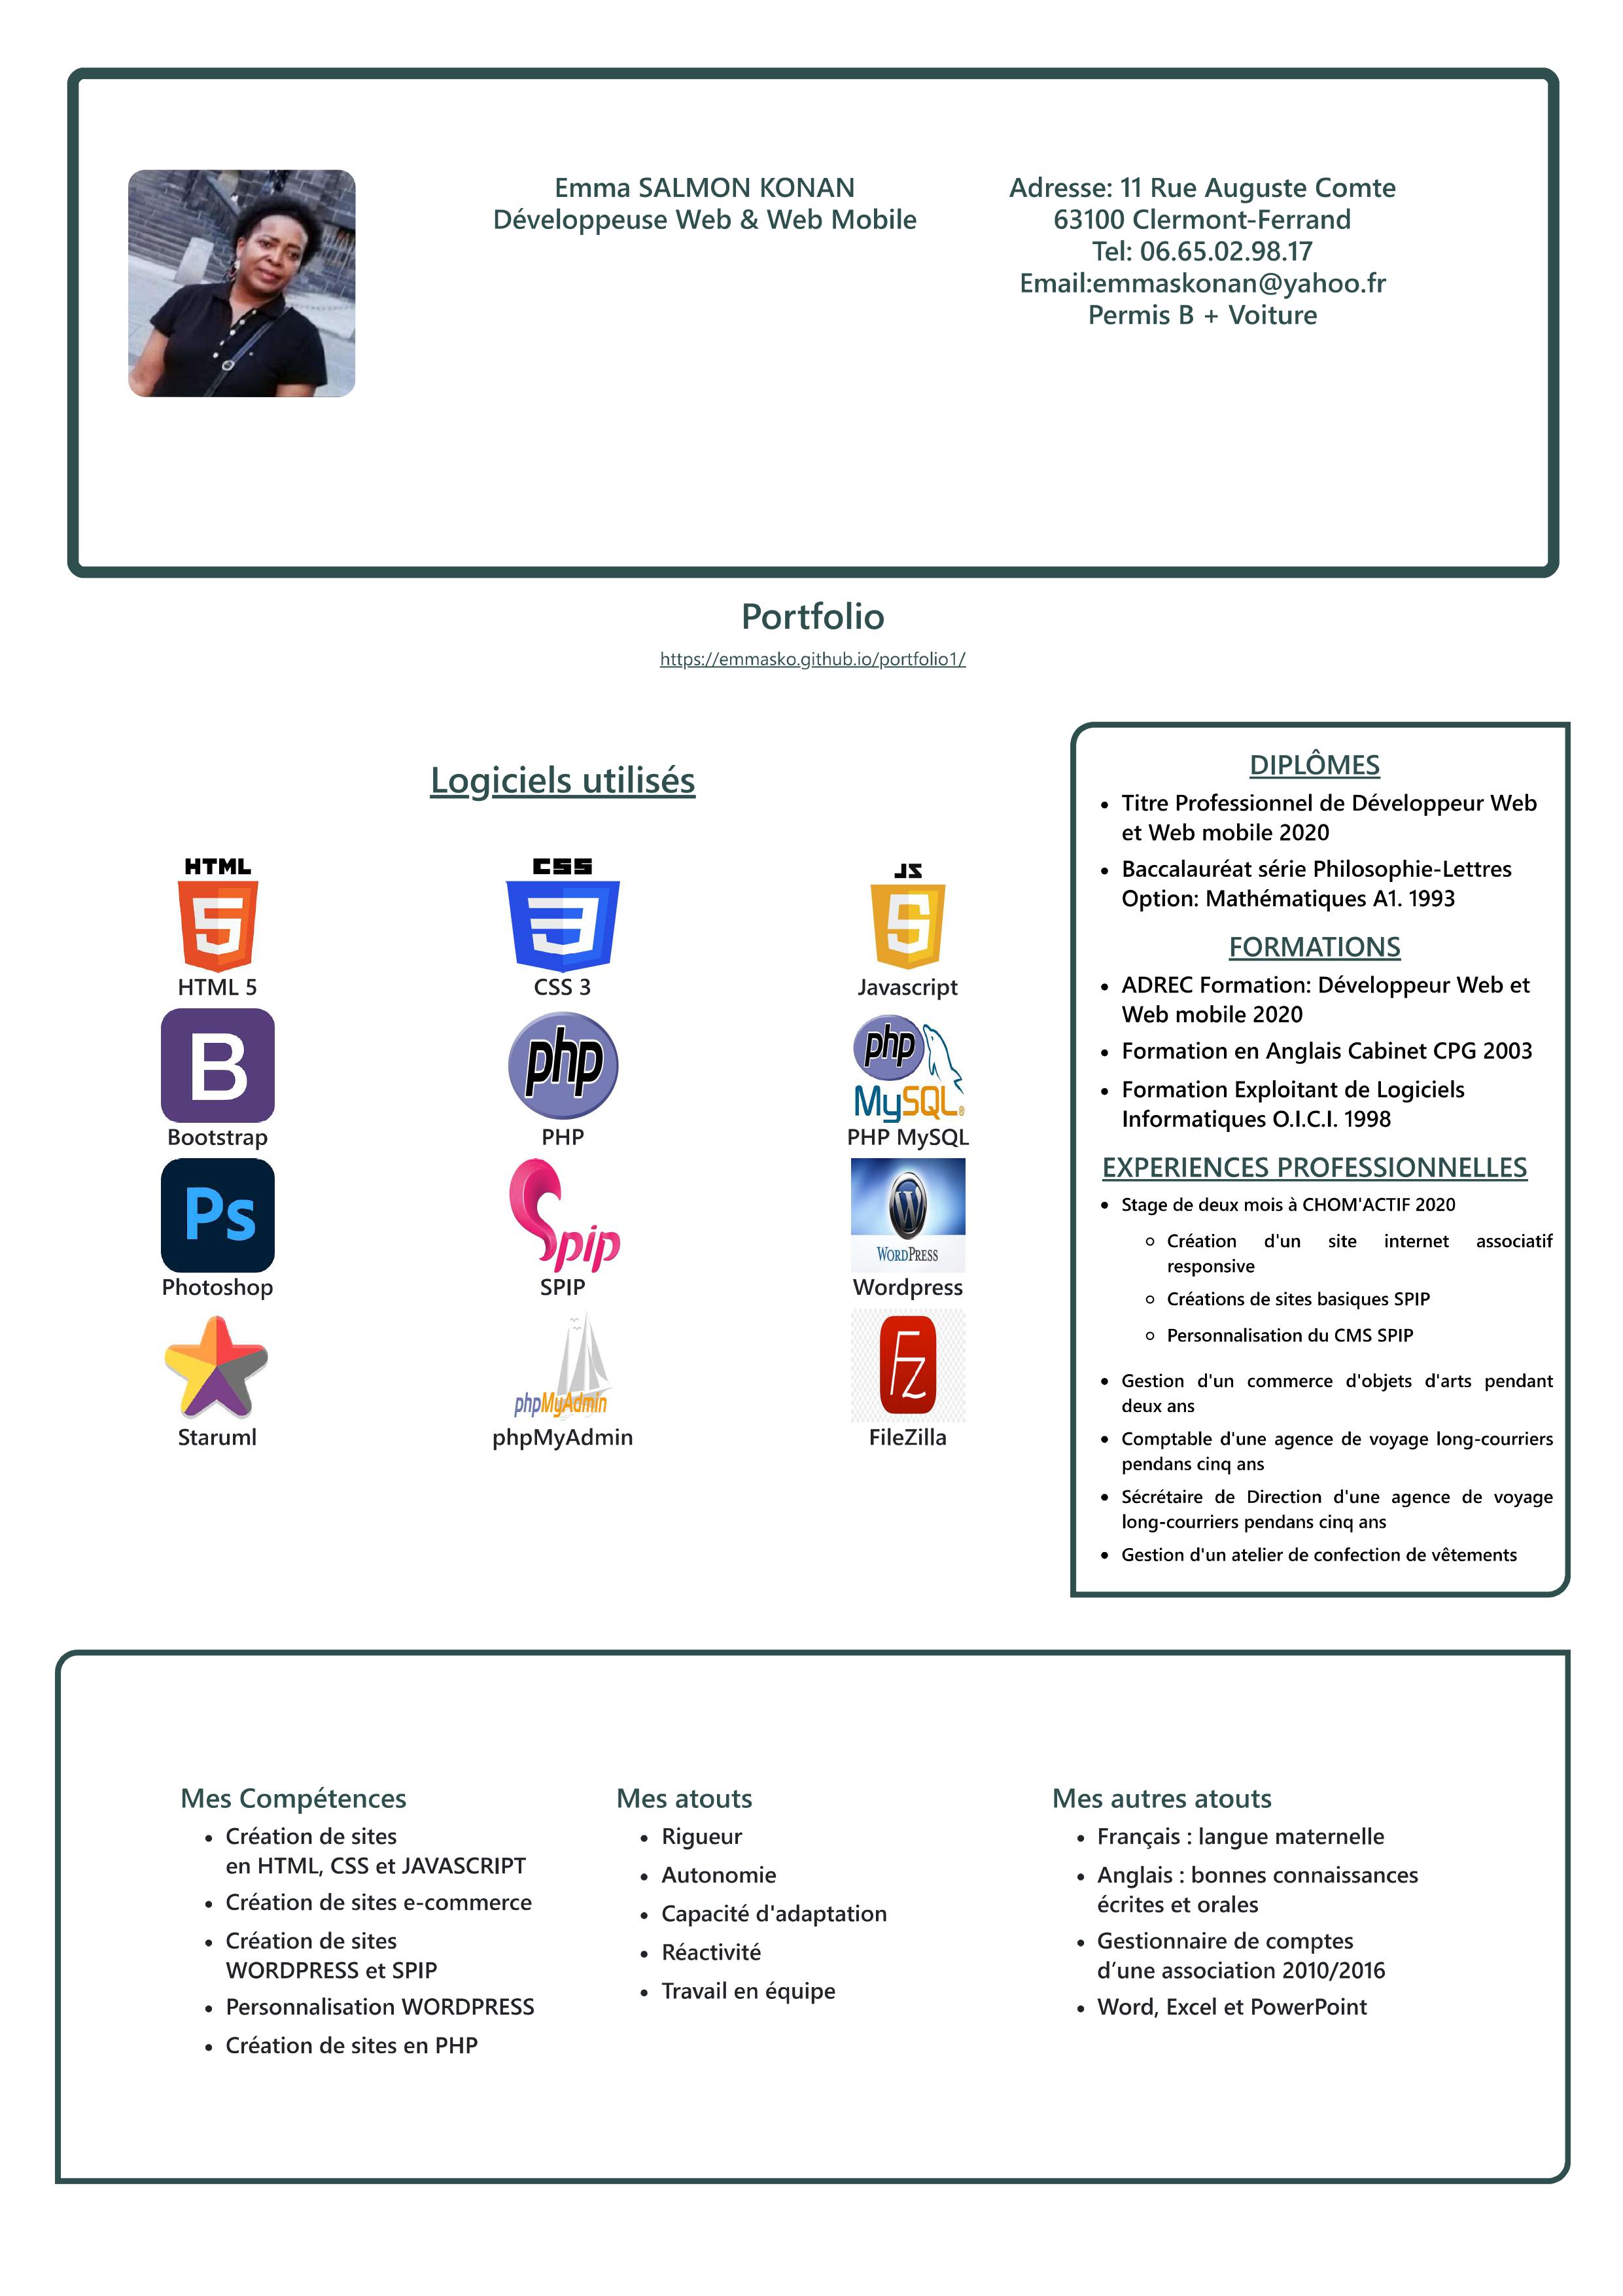 Emma SALMON KONAN
Développeuse Web & Web Mobile
Adresse: 11 Rue Auguste Comte
63100 Clermont-Ferrand
Tel: 06.65.02.98.17
Email:emmaskonan@yahoo.fr
Permis B + Voiture
Portfolio
https://emmasko.github.io/portfolio1/
Logiciels utilisés
HTML
5
HTML 5
CSS
3
CSS 3
JS
5
Javascript
B
Bootstrap
php
PHP
php
MySQL®
PHP MySQL
Ps
Photoshop
Spip
SPIP
W
WORDPRESS
Wordpress
Staruml
phpMyAdmin
phpMyAdmin
Fz
FileZilla
DIPLÔMES
• Titre Professionnel de Développeur Web
et Web mobile 2020
• Baccalauréat série Philosophie-Lettres
Option: Mathématiques A1. 1993
FORMATIONS
• ADREC Formation: Développeur Web et
Web mobile 2020
• Formation en Anglais Cabinet CPG 2003
• Formation Exploitant de Logiciels
Informatiques O.I.C.I. 1998
EXPERIENCES PROFESSIONNELLES
• Stage de deux mois à CHOM'ACTIF 2020
◦ Création d'un site internet associatif
responsive
◦ Créations de sites basiques SPIP
◦ Personnalisation du CMS SPIP
• Gestion d'un commerce d'objets d'arts pendant
deux ans
• Comptable d'une agence de voyage long-courriers
pendans cinq ans
• Sécrétaire de Direction d'une agence de voyage
long-courriers pendans cinq ans
• Gestion d'un atelier de confection de vêtements
Mes Compétences
• Création de sites
en HTML, CSS et JAVASCRIPT
• Création de sites e-commerce
• Création de sites
WORDPRESS et SPIP
• Personnalisation WORDPRESS
• Création de sites en PHP
Mes atouts
• Rigueur
• Autonomie
• Capacité d'adaptation
• Réactivité
• Travail en équipe
Mes autres atouts
• Français : langue maternelle
• Anglais : bonnes connaissances
écrites et orales
• Gestionnaire de comptes
d’une association 2010/2016
• Word, Excel et PowerPoint